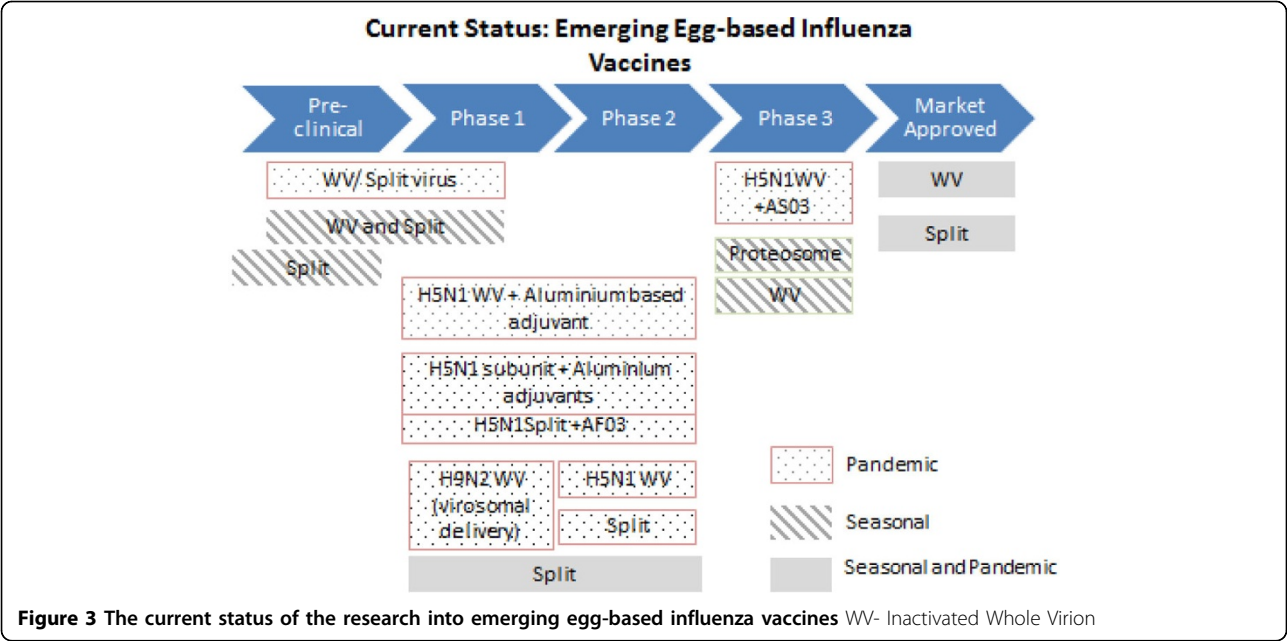 Current Status: Emerging Egg-based Influenza
Vaccines
Pre-
clinical
Phase 1
Phase 2
Phase 3
Market
Approved
WV/ Split virus
WV and Split
Split
H5N1 WV + Aluminium based
adjuvant
H5N1 subunit + Aluminium
adjuvants
H5N1Split +AF03
H9N2 WV
(virosomal
delivery)
H5N1 WV
Split
Split
H5N1WV
+AS03
Proteosome
WV
WV
Split
Pandemic
Seasonal
Seasonal and Pandemic
Figure 3 The current status of the research into emerging egg-based influenza vaccines WV- Inactivated Whole Virion